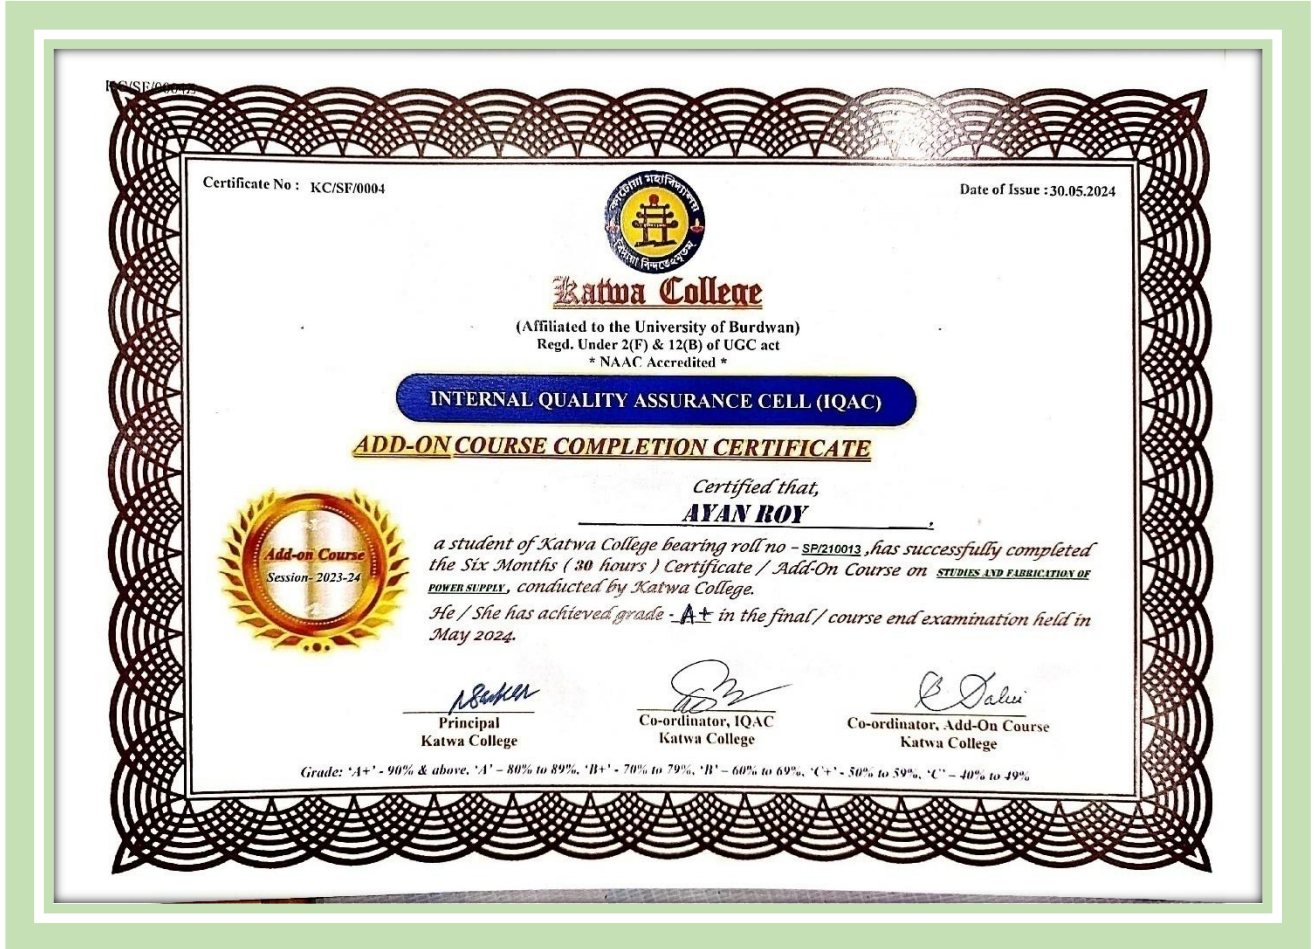 Certificate No : KC/SF/0004
Date of Issue :30.05.2024
কাটোয়া মহাবিদ্যালয়
Katwa College
(Affiliated to the University of Burdwan)
Regd. Under 2(F) & 12(B) of UGC act
* NAAC Accredited *
INTERNAL QUALITY ASSURANCE CELL (IQAC)
ADD-ON COURSE COMPLETION CERTIFICATE
Certified that,
AYAN ROY,
Add-on Course
Session- 2023-24
a student of Katwa College bearing roll no – SP/210013 ,has successfully completed
the Six Months ( 30 hours ) Certificate / Add-On Course on STUDIES AND FABRICATION OF
POWER SUPPLY, conducted by Katwa College.
He / She has achieved grade - A+ in the final / course end examination held in
May 2024.
Principal
Katwa College
Co-ordinator, IQAC
Katwa College
B. Dalui
Co-ordinator, Add-On Course
Katwa College
Grade: 'A+' - 90% & above, 'A' – 80% to 89%, 'B+' - 70% to 79%, 'B' – 60% to 69%, 'C+' - 50% to 59%, 'C' – 40% to 49%